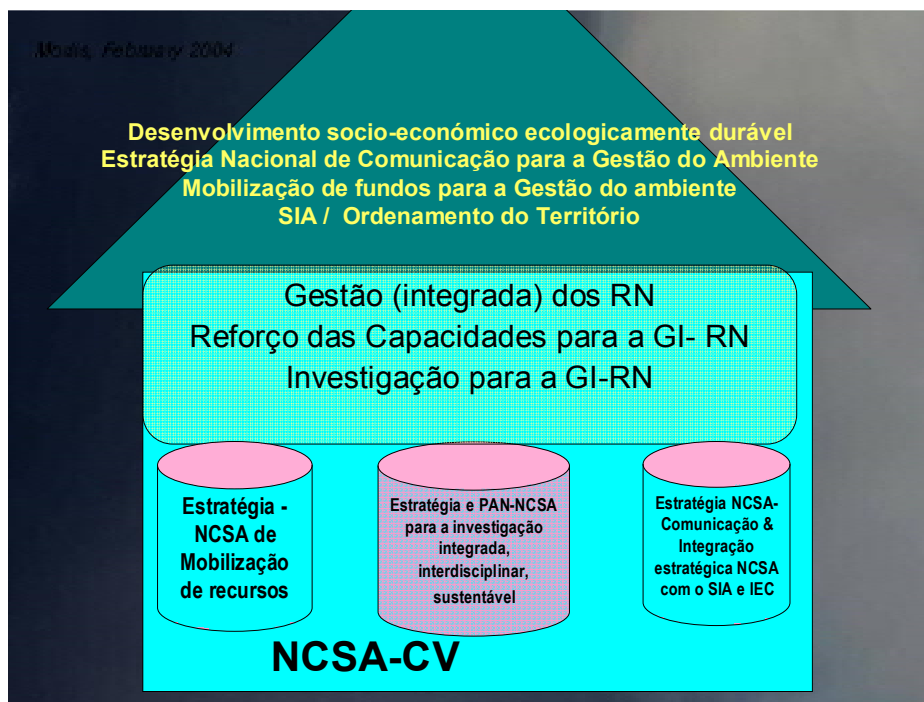 Modis, February 2004
Desenvolvimento socio-económico ecologicamente durável
Estratégia Nacional de Comunicação para a Gestão do Ambiente
Mobilização de fundos para a Gestão do ambiente
SIA / Ordenamento do Território
Gestão (integrada) dos RN
Reforço das Capacidades para a GI- RN
Investigação para a GI-RN
Estratégia -
NCSA de
Mobilização
de recursos
Estratégia e PAN-NCSA
para a investigação
integrada,
interdisciplinar,
sustentável
Estratégia NCSA-
Comunicação &
Integração
estratégica NCSA
com o SIA e IEC
NCSA-CV